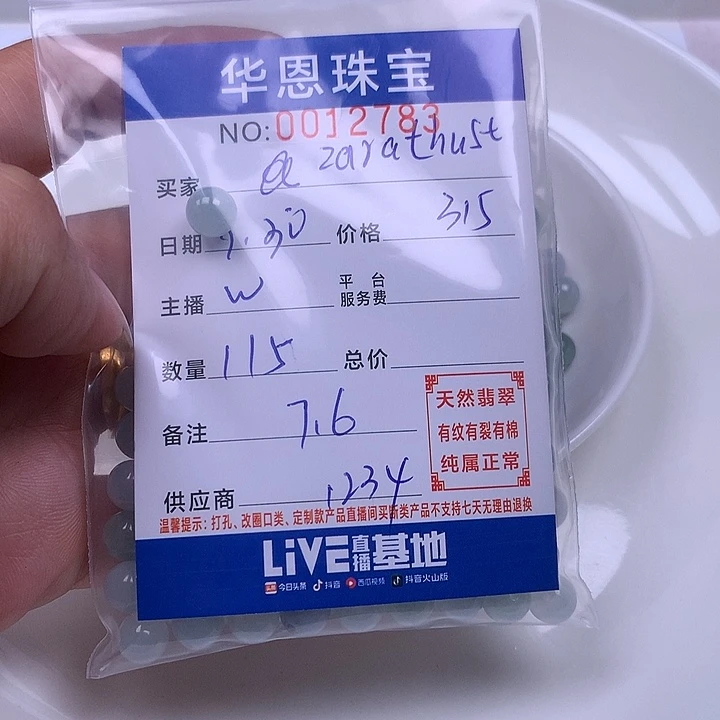 华恩珠宝
NO:0012783
买家 @ zarathust
日期 7.30 价格 315
主播 W 平台服务费
数量 115 总价
备注 7.6
天然翡翠
有纹有裂有棉
纯属正常
供应商 1234
温馨提示：打孔、改圈口类、定制款产品直播间买断类产品不支持七天无理由退换
LiVE直播基地
头条 今日头条 抖音 西瓜视频 抖音火山版